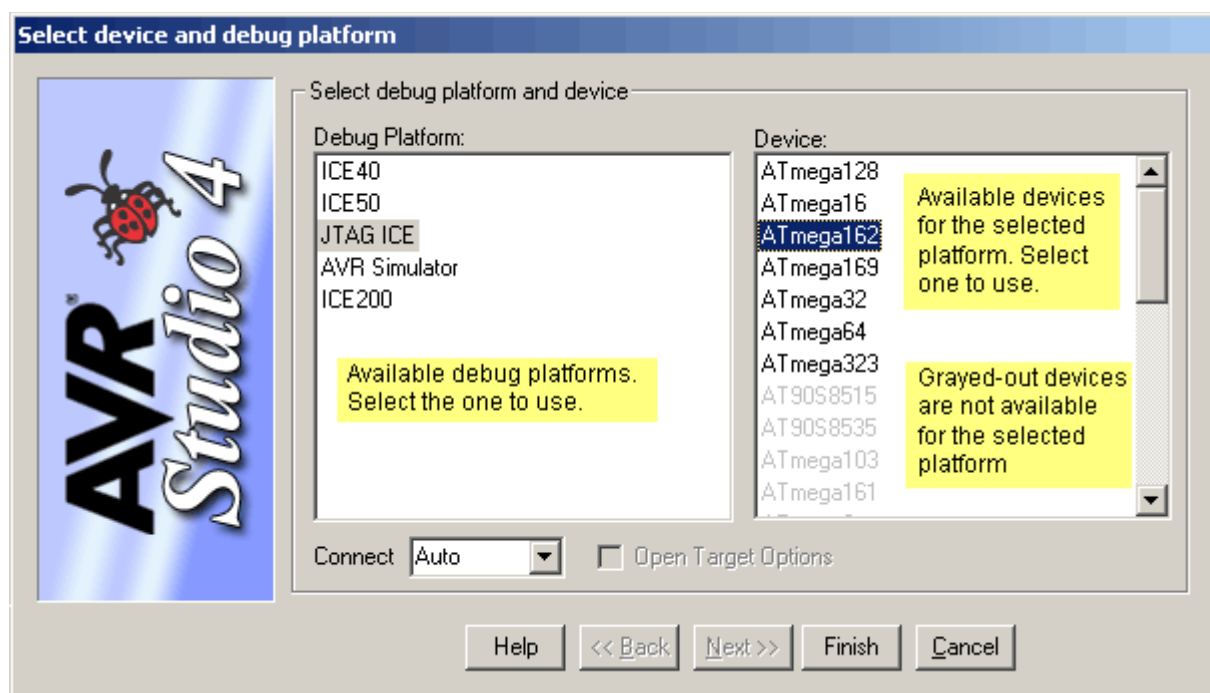 Select device and debug platform
AVR
Studio 4
Select debug platform and device
Debug Platform:
ICE40
ICE50
JTAG ICE
AVR Simulator
ICE200
Available debug platforms.
Select the one to use.
Device:
ATmega128
ATmega16
ATmega162
ATmega169
ATmega32
ATmega64
ATmega323
AT90S8515
AT90S8535
ATmega103
ATmega161
Available devices
for the selected
platform. Select
one to use.
Grayed-out devices
are not available
for the selected
platform
Connect Auto Open Target Options
Help << Back Next >> Finish Cancel